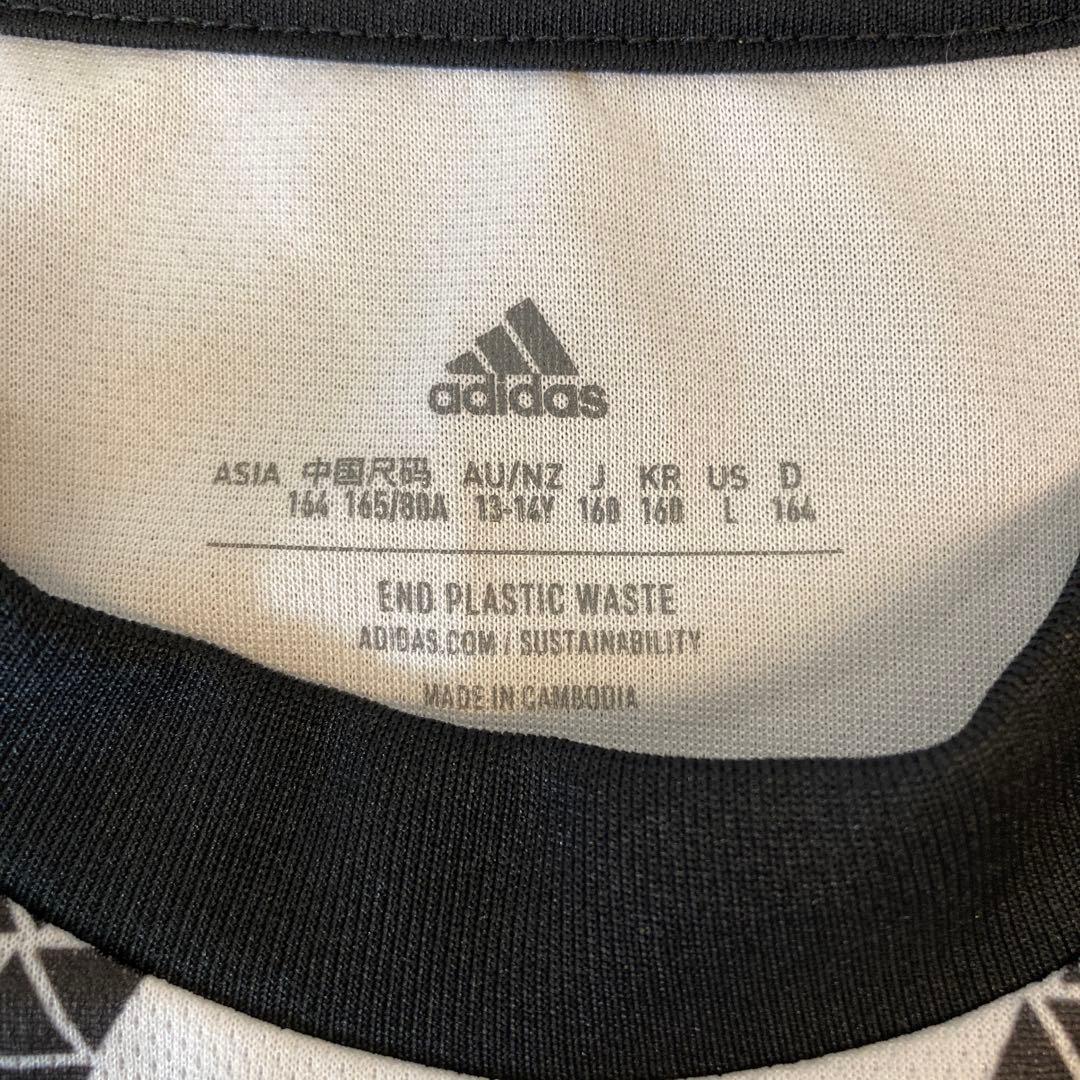 adidas
ASIA 中国尺码 AU/NZ J KR US D
164 165/80A 13-14Y 160 160 L 164
END PLASTIC WASTE
ADIDAS.COM / SUSTAINABILITY
MADE IN CAMBODIA